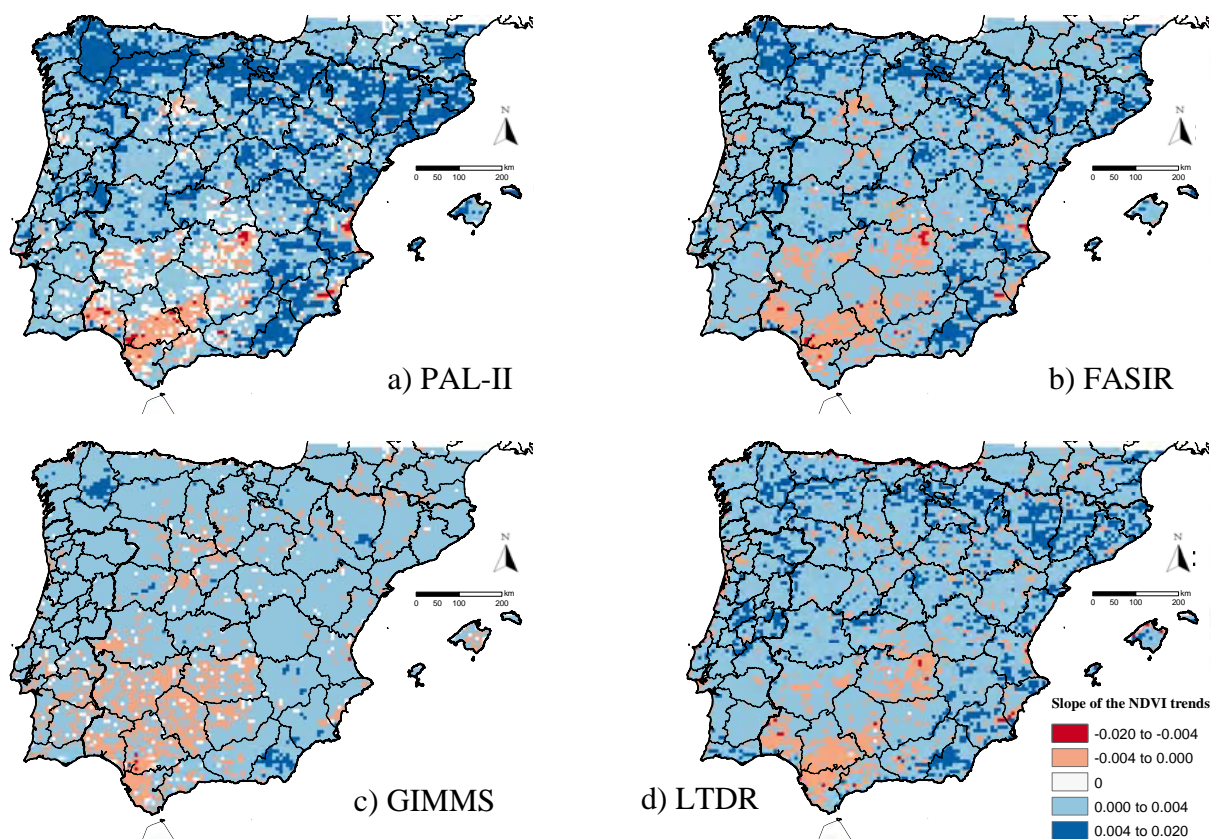 N
km
0 50 100 200
a) PAL-II
N
km
0 50 100 200
b) FASIR
N
km
0 50 100 200
c) GIMMS
N
km
0 50 100 200
d) LTDR
Slope of the NDVI trends
-0.020 to -0.004
-0.004 to 0.000
0
0.000 to 0.004
0.004 to 0.020